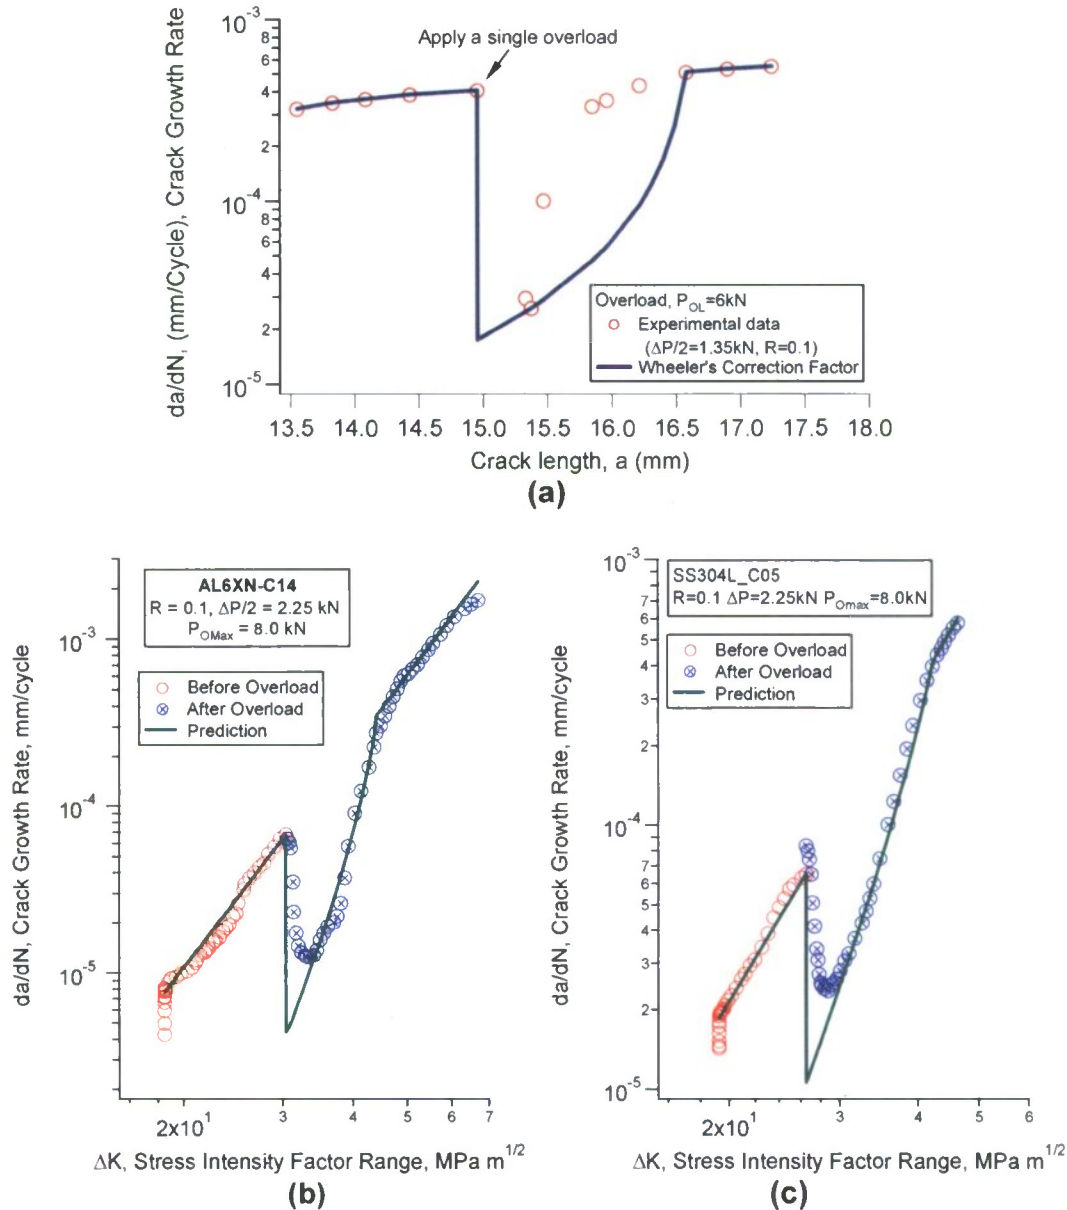 da/dN, (mm/Cycle), Crack Growth Rate
10⁻³
8
6
4
2
10⁻⁴
8
6
4
2
10⁻⁵
Apply a single overload
Overload, P_OL=6kN
Experimental data
(ΔP/2=1.35kN, R=0.1)
Wheeler's Correction Factor
13.5 14.0 14.5 15.0 15.5 16.0 16.5 17.0 17.5 18.0
Crack length, a (mm)
(a)
da/dN, Crack Growth Rate, mm/cycle
10⁻³
10⁻⁴
10⁻⁵
AL6XN-C14
R = 0.1, ΔP/2 = 2.25 kN
P_OMax = 8.0 kN
Before Overload
After Overload
Prediction
2x10¹ 3 4 5 6 7
ΔK, Stress Intensity Factor Range, MPa m^1/2
(b)
da/dN, Crack Growth Rate, mm/cycle
10⁻³
7
6
5
4
3
2
10⁻⁴
7
6
5
4
3
2
10⁻⁵
SS304L_C05
R=0.1 ΔP=2.25kN P_Omax=8.0kN
Before Overload
After Overload
Prediction
2x10¹ 3 4 5 6
ΔK, Stress Intensity Factor Range, MPa m^1/2
(c)